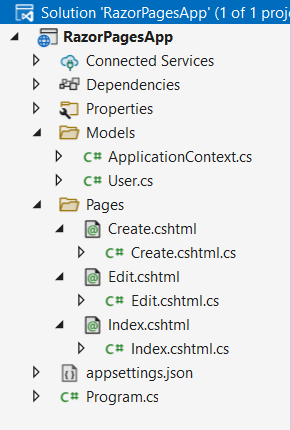 Solution 'RazorPagesApp' (1 of 1 proje
RazorPagesApp
Connected Services
Dependencies
Properties
Models
C# ApplicationContext.cs
C# User.cs
Pages
@ Create.cshtml
C# Create.cshtml.cs
@ Edit.cshtml
C# Edit.cshtml.cs
@ Index.cshtml
C# Index.cshtml.cs
appsettings.json
C# Program.cs